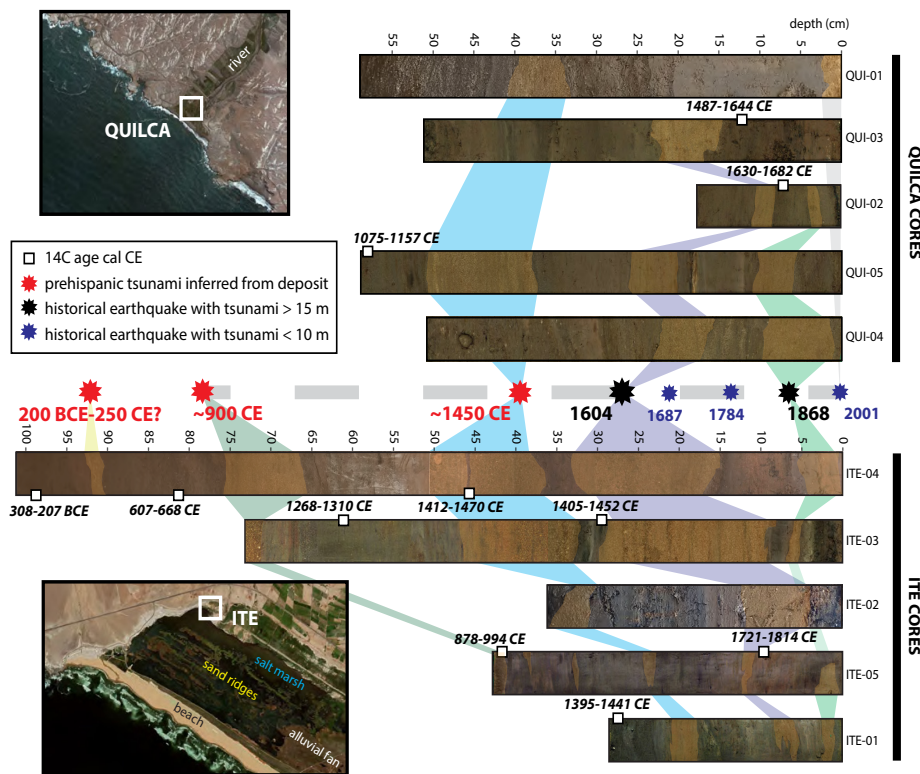 depth (cm)
55 50 45 40 35 30 25 20 15 10 5 0
river
QUILCA
QUI-01
1487-1644 CE
QUI-03
1630-1682 CE
QUI-02
1075-1157 CE
QUI-05
QUI-04
QUILCA CORES
14C age cal CE
prehispanic tsunami inferred from deposit
historical earthquake with tsunami > 15 m
historical earthquake with tsunami < 10 m
200 BCE-250 CE?
~900 CE
~1450 CE
1604
1687
1784
1868
2001
100 95 90 85 80 75 70 65 60 55 50 45 40 35 30 25 20 15 10 5 0
ITE-04
308-207 BCE
607-668 CE
1268-1310 CE
1412-1470 CE
1405-1452 CE
ITE-03
ITE-02
878-994 CE
1721-1814 CE
ITE-05
1395-1441 CE
ITE-01
ITE CORES
ITE
salt marsh
sand ridges
beach
alluvial fan